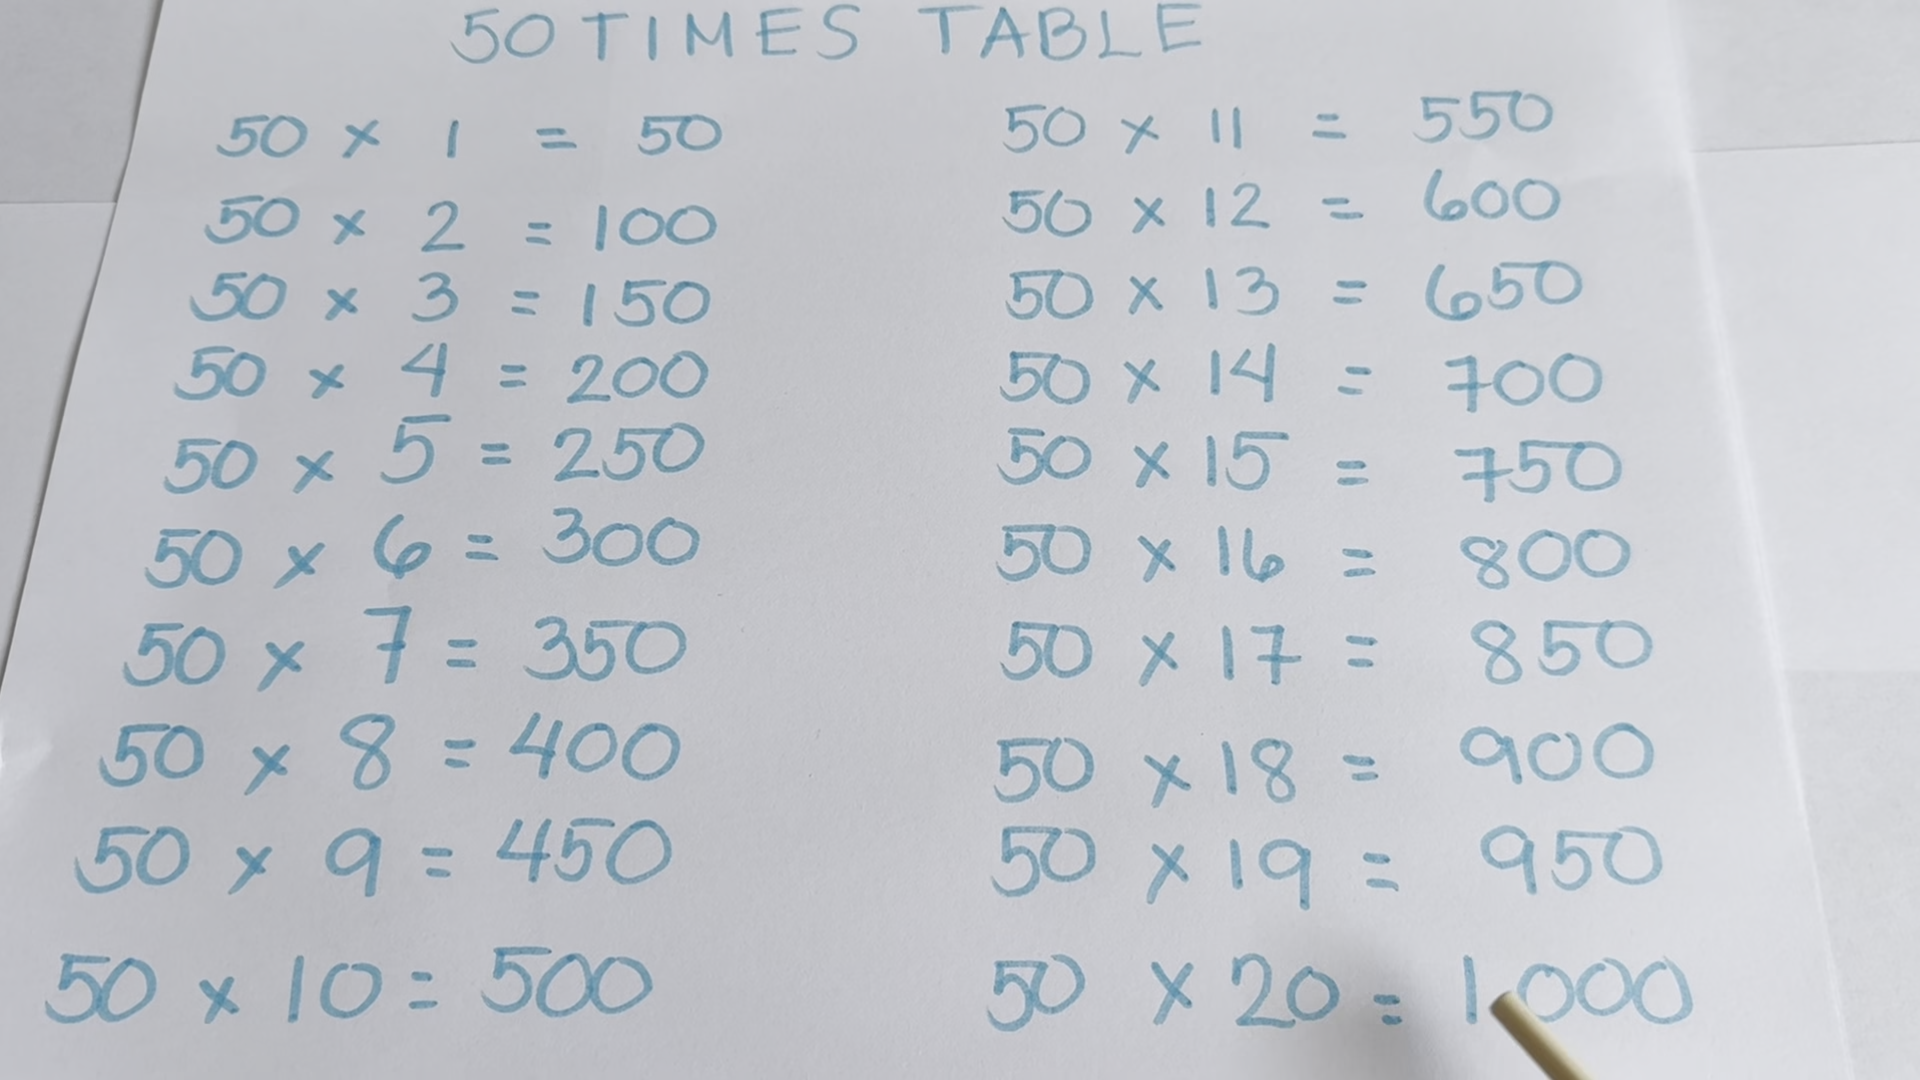 50 TIMES TABLE
50 x 1 = 50
50 x 2 = 100
50 x 3 = 150
50 x 4 = 200
50 x 5 = 250
50 x 6 = 300
50 x 7 = 350
50 x 8 = 400
50 x 9 = 450
50 x 10 = 500
50 x 11 = 550
50 x 12 = 600
50 x 13 = 650
50 x 14 = 700
50 x 15 = 750
50 x 16 = 800
50 x 17 = 850
50 x 18 = 900
50 x 19 = 950
50 x 20 = 1000